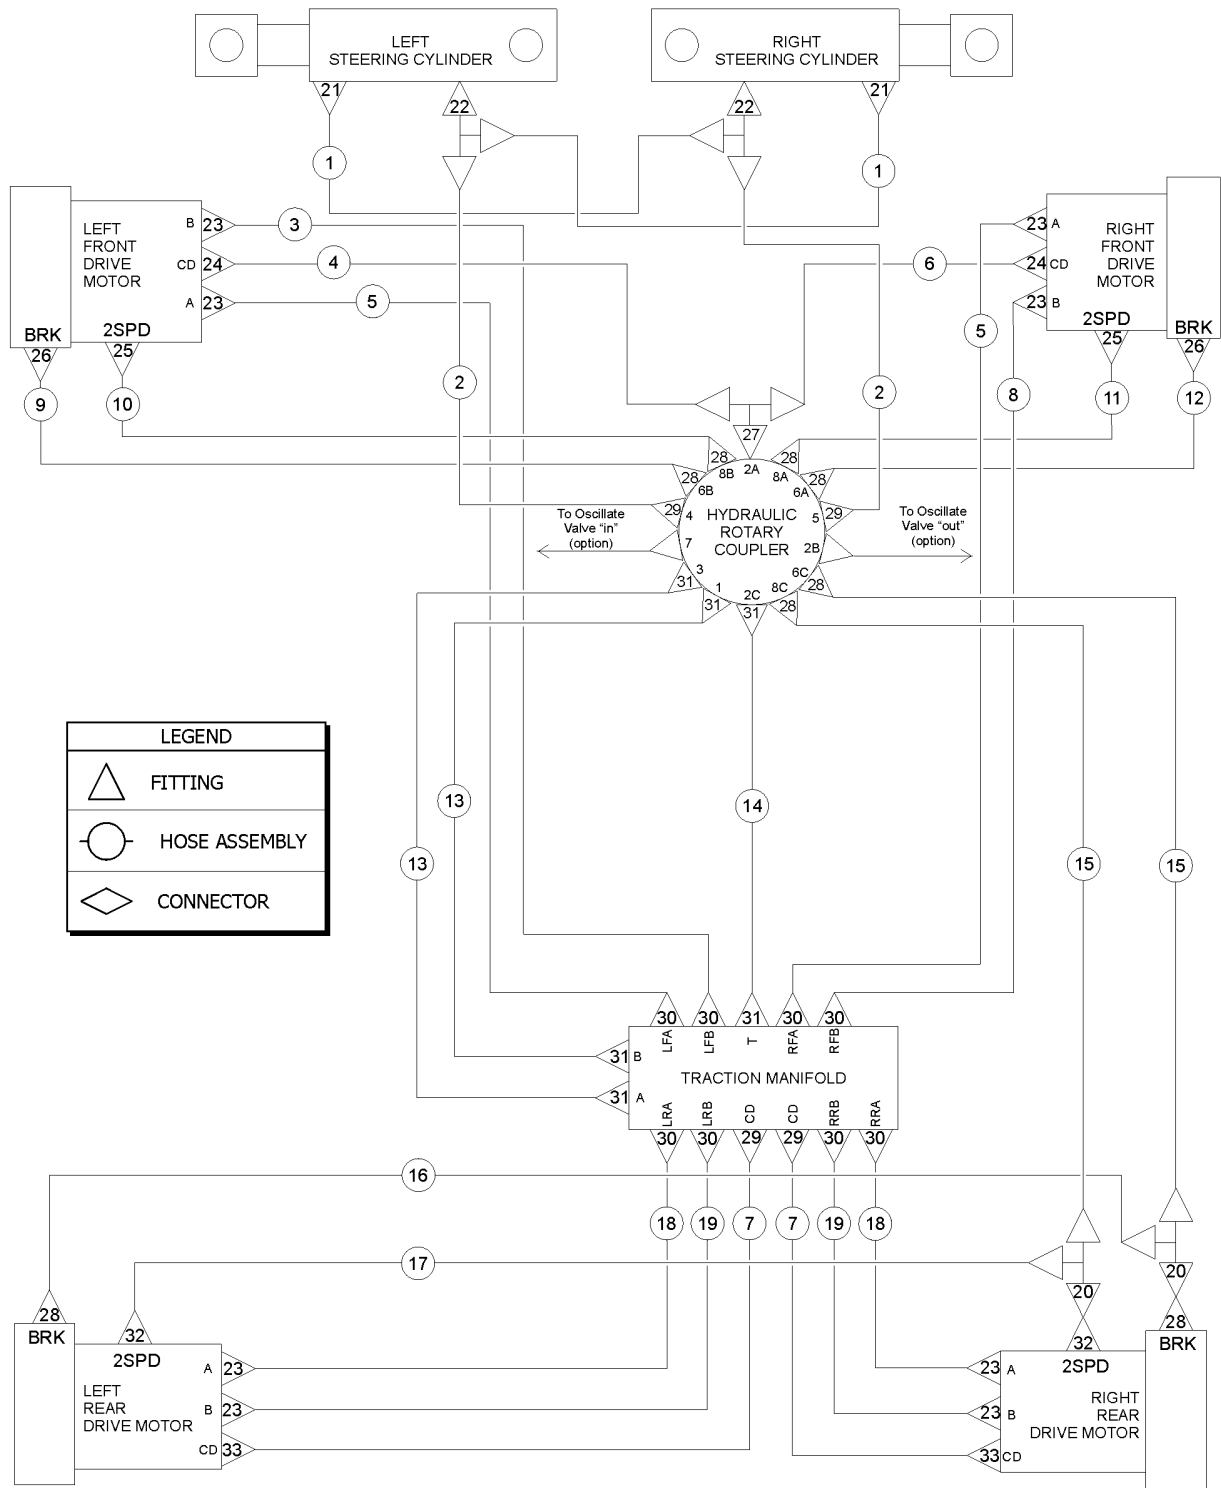 LEFT
STEERING CYLINDER
RIGHT
STEERING CYLINDER
21
22
22
21
1
1
LEFT
FRONT
DRIVE
MOTOR
B
23
3
CD
24
4
A
23
5
BRK
2SPD
26
25
9
10
2
6
5
8
23
A
24
CD
23
B
RIGHT
FRONT
DRIVE
MOTOR
2SPD
BRK
25
26
11
12
2
27
28
8B
2A
8A
28
28
6B
6A
28
29
4
5
29
HYDRAULIC
ROTARY
COUPLER
To Oscillate
Valve "in"
(option)
To Oscillate
Valve "out"
(option)
7
2B
3
6C
31
1
2C
8C
28
31
31
28
LEGEND
FITTING
HOSE ASSEMBLY
CONNECTOR
13
14
13
15
15
30
30
31
30
30
LFA
LFB
T
RFA
RFB
31
B
TRACTION MANIFOLD
31
A
LRA
LRB
CD
CD
RRB
RRA
30
30
29
29
30
30
16
18
19
7
7
19
18
17
20
20
28
32
32
28
BRK
2SPD
LEFT
REAR
DRIVE MOTOR
A
23
B
23
CD
33
2SPD
BRK
23
A
23
B
33
CD
RIGHT
REAR
DRIVE MOTOR